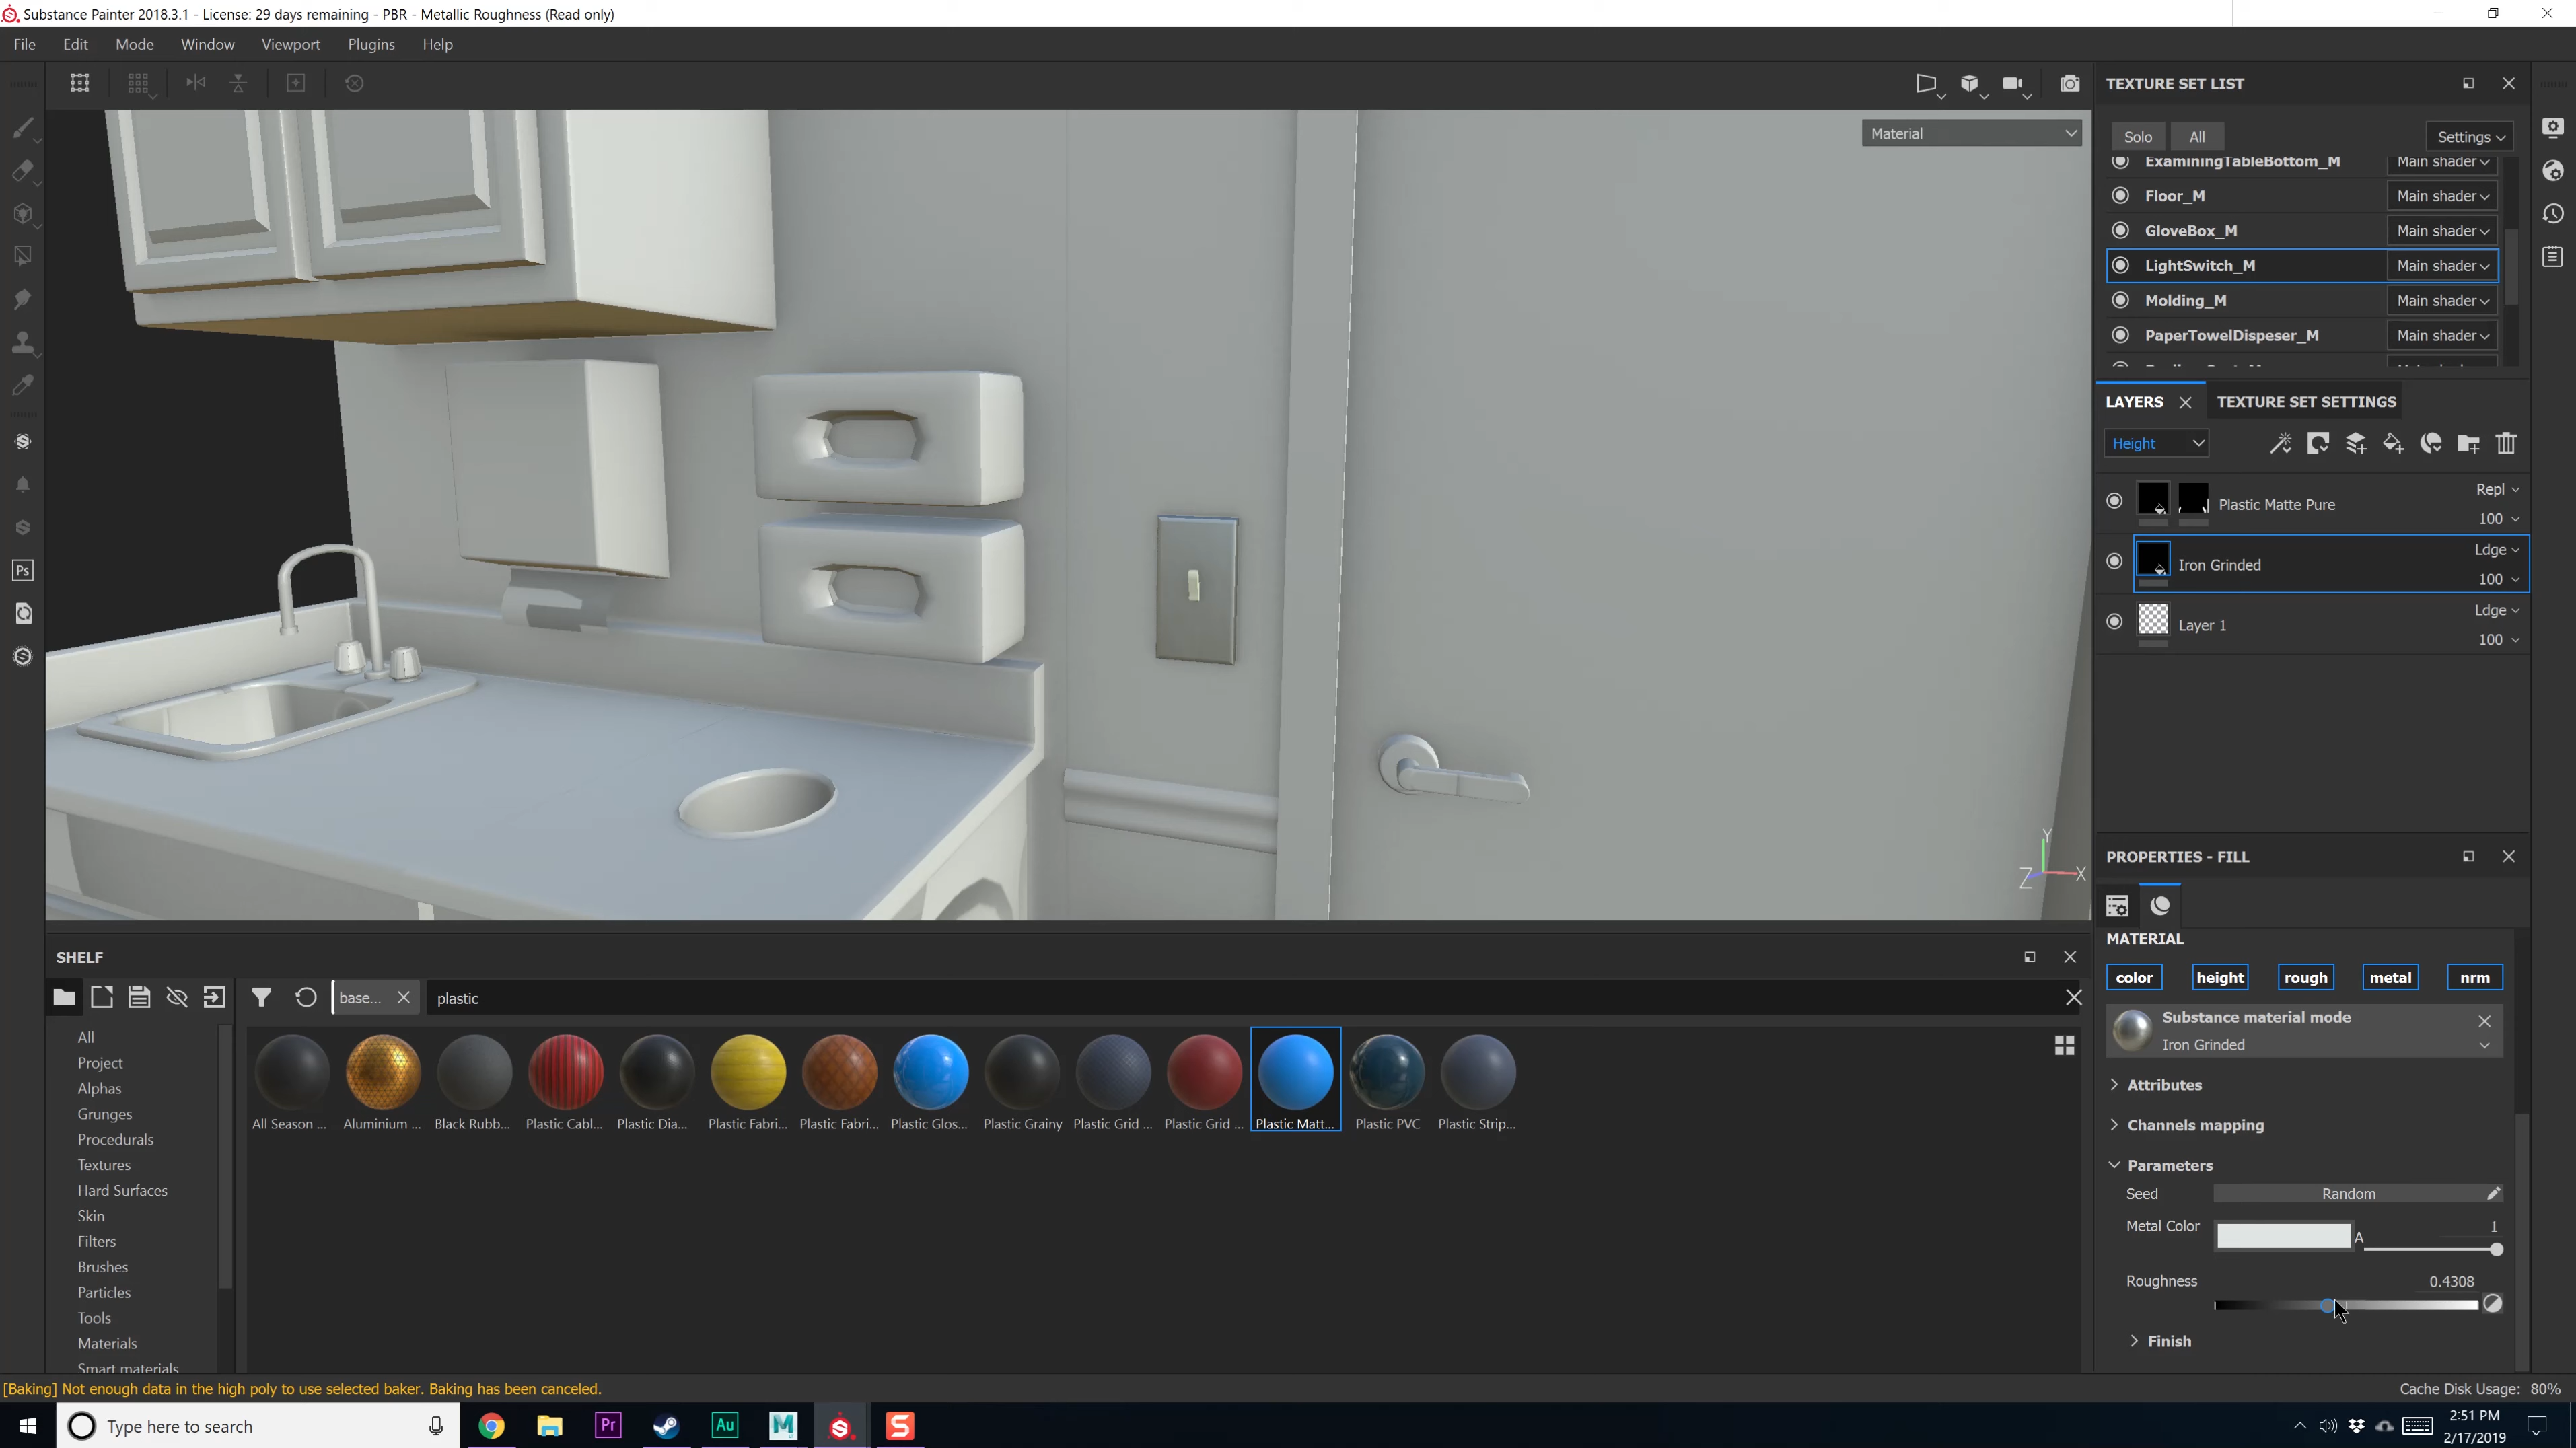 Substance Painter 2018.3.1 - License: 29 days remaining - PBR - Metallic Roughness (Read only)
File Edit Mode Window Viewport Plugins Help
Material
TEXTURE SET LIST
Solo All Settings
ExaminingTableBottom_M Main shader
Floor_M Main shader
GloveBox_M Main shader
LightSwitch_M Main shader
Molding_M Main shader
PaperTowelDispeser_M Main shader
LAYERS TEXTURE SET SETTINGS
Height
Plastic Matte Pure Repl 100
Iron Grinded Ldge 100
Layer 1 Ldge 100
Ps
Y
Z X
PROPERTIES - FILL
MATERIAL
color height rough metal nrm
Substance material mode
Iron Grinded
Attributes
Channels mapping
Parameters
Seed Random
Metal Color A 1
Roughness 0.4308
Finish
SHELF
base... plastic
All
Project
Alphas
Grunges
Procedurals
Textures
Hard Surfaces
Skin
Filters
Brushes
Particles
Tools
Materials
Smart materials
All Season ... Aluminium ... Black Rubb... Plastic Cabl... Plastic Dia... Plastic Fabri... Plastic Fabri... Plastic Glos... Plastic Grainy Plastic Grid ... Plastic Grid ... Plastic Matt... Plastic PVC Plastic Strip...
[Baking] Not enough data in the high poly to use selected baker. Baking has been canceled.
Cache Disk Usage: 80%
Type here to search
Pr Au M S
2:51 PM
2/17/2019